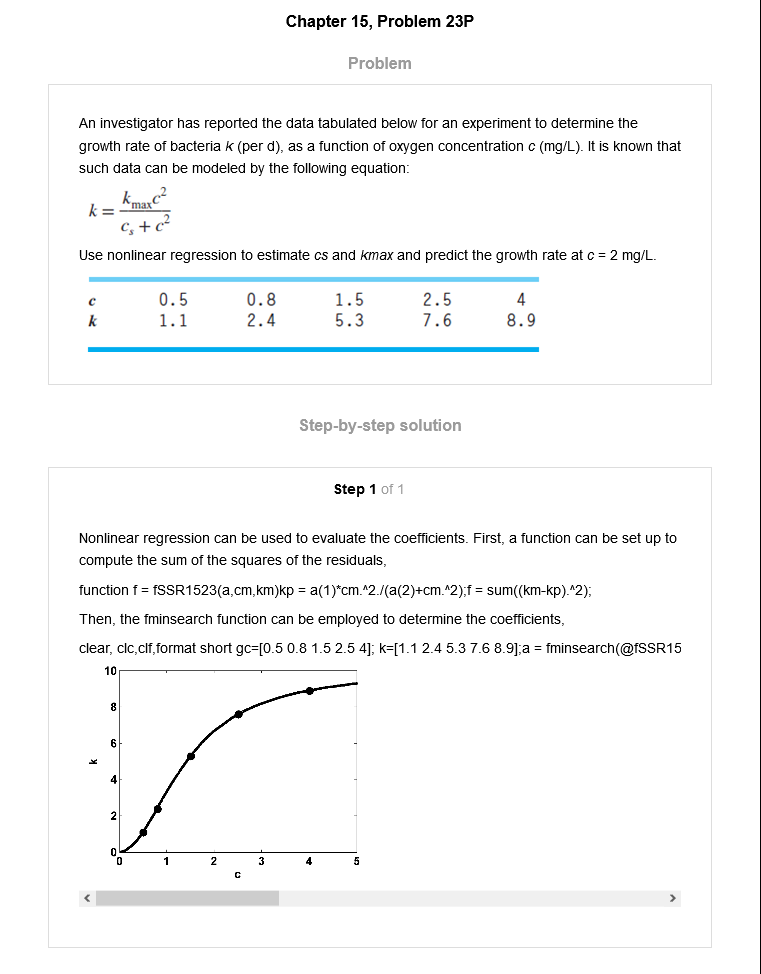 Chapter 15, Problem 23P
Problem
An investigator has reported the data tabulated below for an experiment to determine the
growth rate of bacteria k (per d), as a function of oxygen concentration c (mg/L). It is known that
such data can be modeled by the following equation:
k = k_max c^2 / (c_s + c^2)
Use nonlinear regression to estimate cs and kmax and predict the growth rate at c = 2 mg/L.
c 0.5 0.8 1.5 2.5 4
k 1.1 2.4 5.3 7.6 8.9
Step-by-step solution
Step 1 of 1
Nonlinear regression can be used to evaluate the coefficients. First, a function can be set up to
compute the sum of the squares of the residuals,
function f = fSSR1523(a,cm,km)kp = a(1)*cm.^2./(a(2)+cm.^2);f = sum((km-kp).^2);
Then, the fminsearch function can be employed to determine the coefficients,
clear, clc,clf,format short gc=[0.5 0.8 1.5 2.5 4]; k=[1.1 2.4 5.3 7.6 8.9];a = fminsearch(@fSSR15
10
8
6
k
4
2
0
0 1 2 3 4 5
c